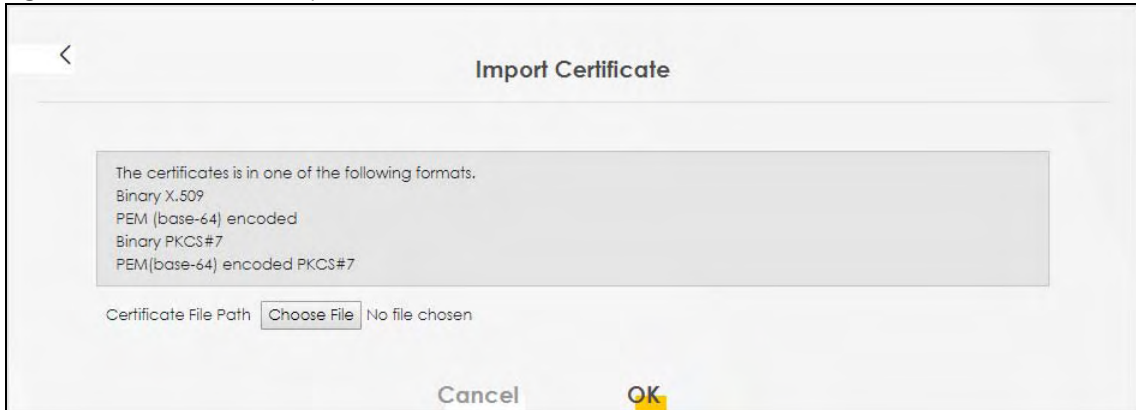 Import Certificate
The certificates is in one of the following formats.
Binary X.509
PEM (base-64) encoded
Binary PKCS#7
PEM(base-64) encoded PKCS#7
Certificate File Path Choose File No file chosen
Cancel OK